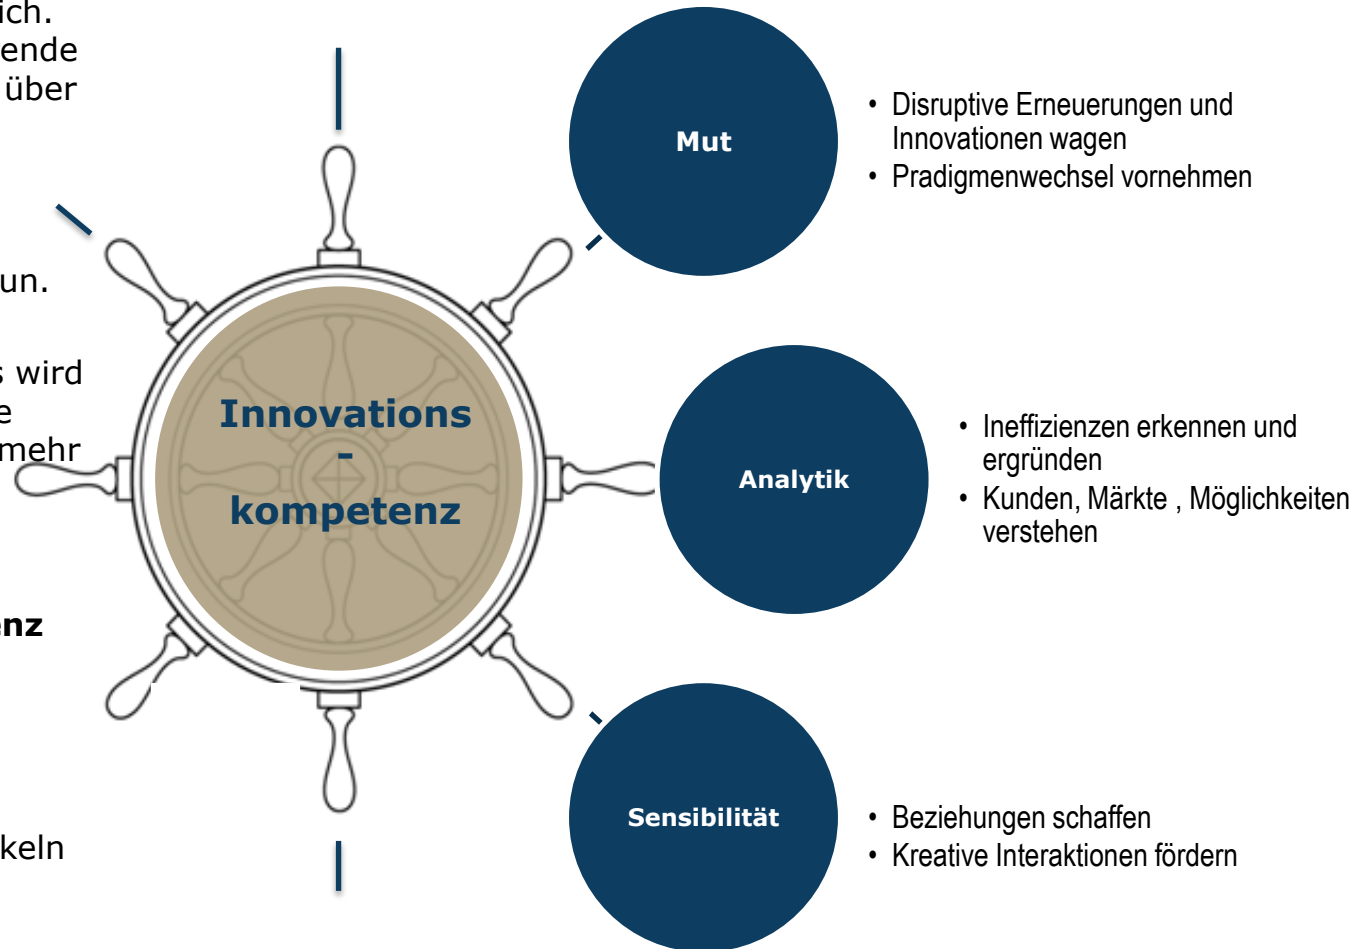 ich.
ende
über
un.
s wird
e
mehr
enz
keln
Innovations
-
kompetenz
Mut
• Disruptive Erneuerungen und
Innovationen wagen
• Pradigmenwechsel vornehmen
Analytik
• Ineffizienzen erkennen und
ergründen
• Kunden, Märkte , Möglichkeiten
verstehen
Sensibilität
• Beziehungen schaffen
• Kreative Interaktionen fördern